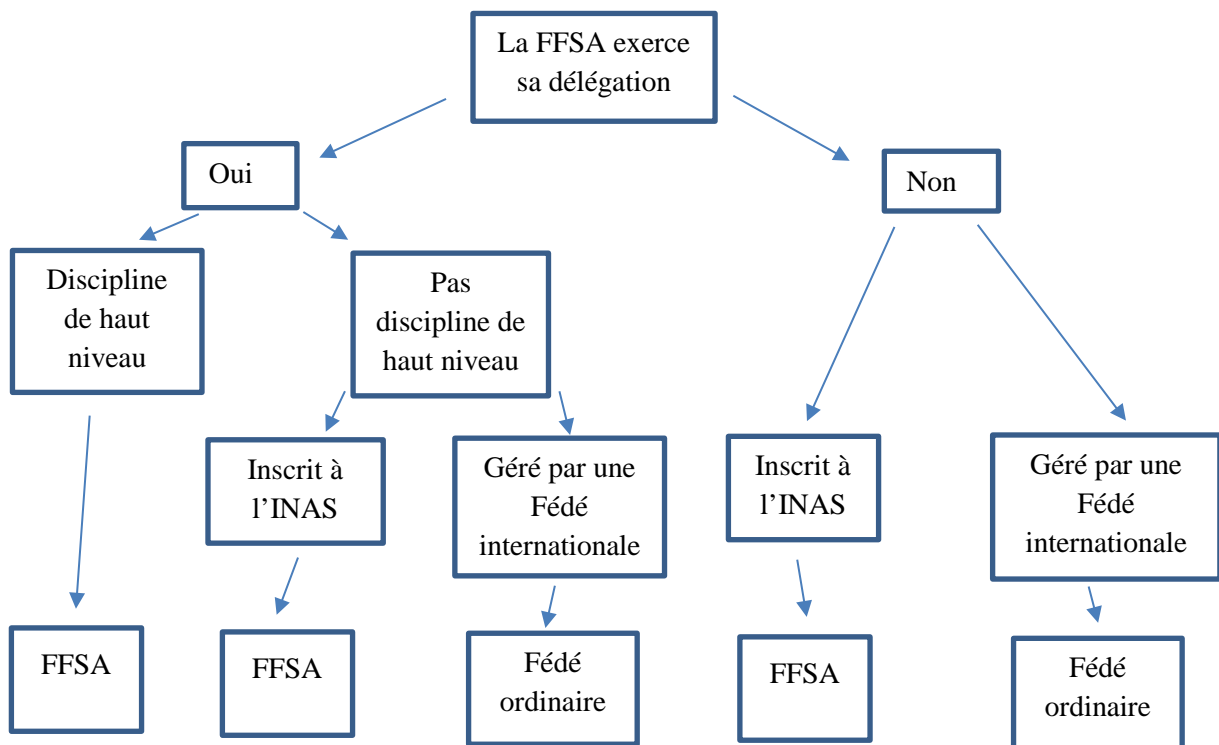 La FFSA exerce
sa délégation
Oui
Non
Discipline
de haut
niveau
Pas
discipline de
haut niveau
Inscrit à
l’INAS
Géré par une
Fédé
internationale
Inscrit à
l’INAS
Géré par une
Fédé
internationale
FFSA
FFSA
Fédé
ordinaire
FFSA
Fédé
ordinaire